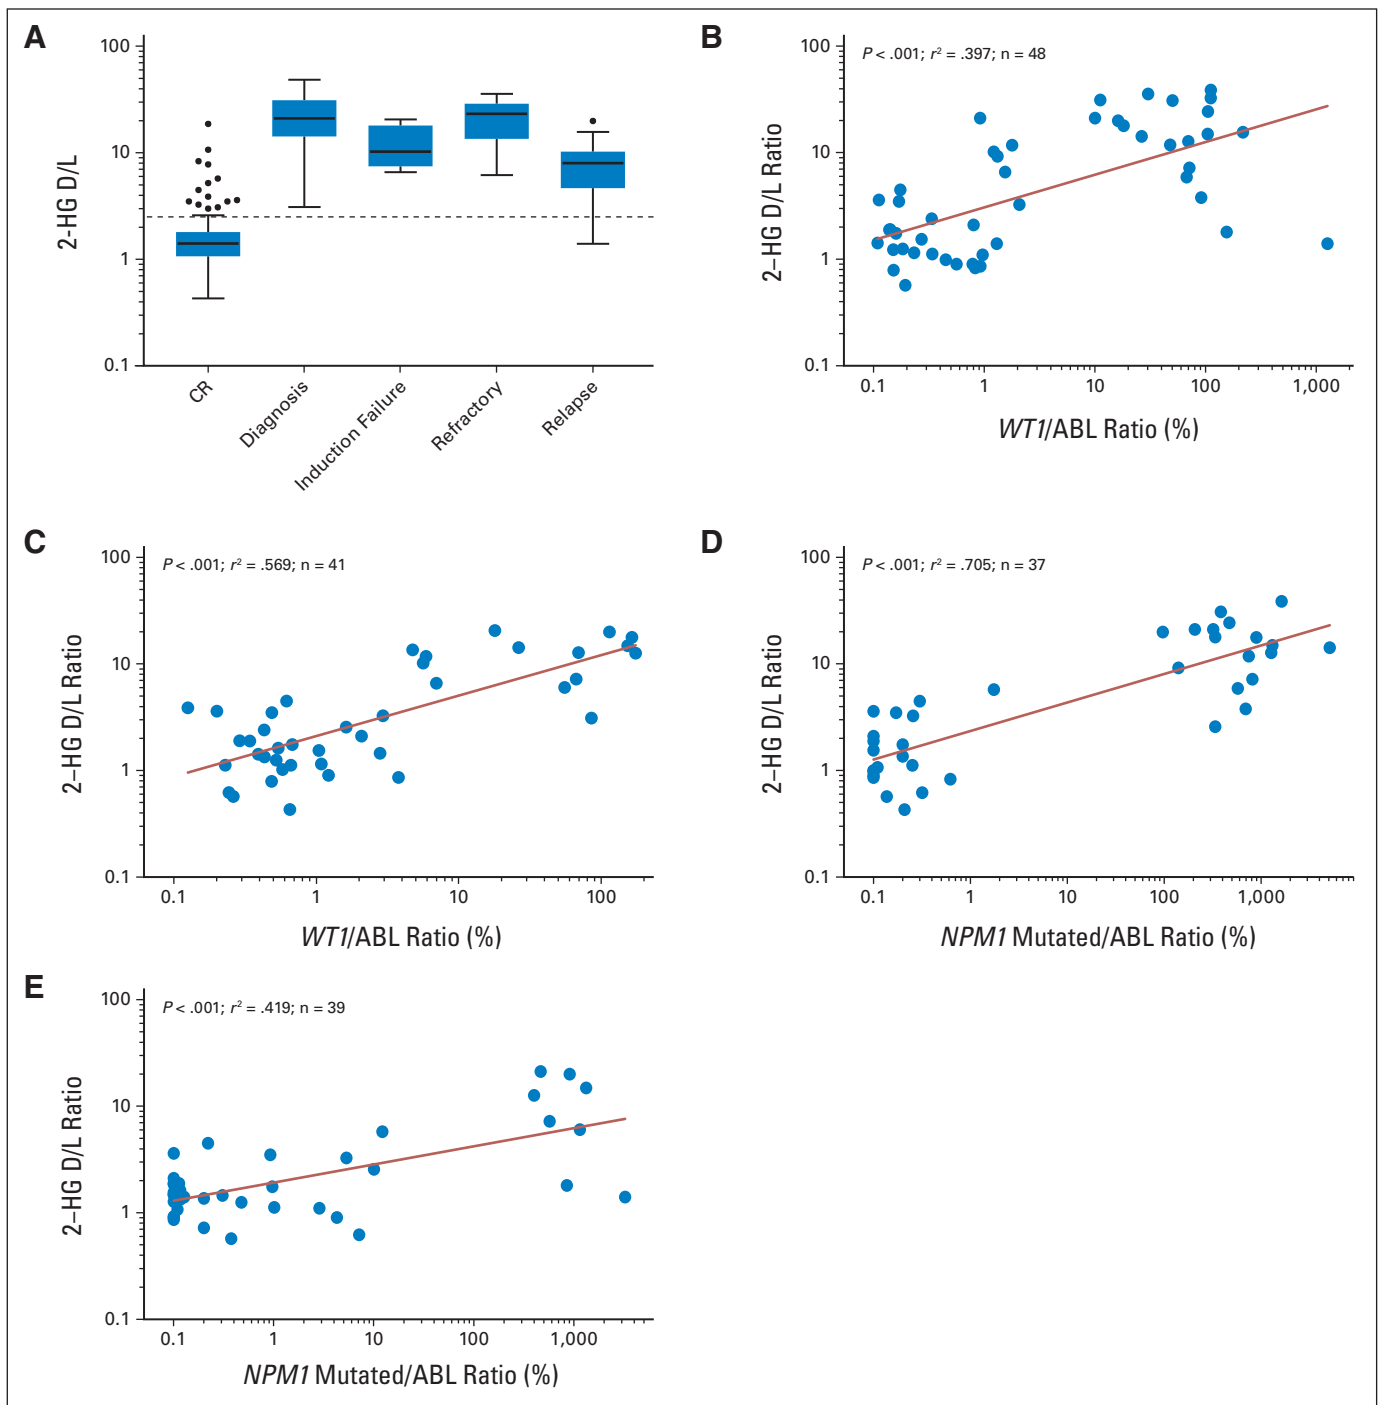 A
100
10
1
0.1
2-HG D/L
CR
Diagnosis
Induction Failure
Refractory
Relapse
B
P < .001; r² = .397; n = 48
100
10
1
0.1
2–HG D/L Ratio
0.1 1 10 100 1,000
WT1/ABL Ratio (%)
C
P < .001; r² = .569; n = 41
100
10
1
0.1
2–HG D/L Ratio
0.1 1 10 100
WT1/ABL Ratio (%)
D
P < .001; r² = .705; n = 37
100
10
1
0.1
2–HG D/L Ratio
0.1 1 10 100 1,000
NPM1 Mutated/ABL Ratio (%)
E
P < .001; r² = .419; n = 39
100
10
1
0.1
2–HG D/L Ratio
0.1 1 10 100 1,000
NPM1 Mutated/ABL Ratio (%)